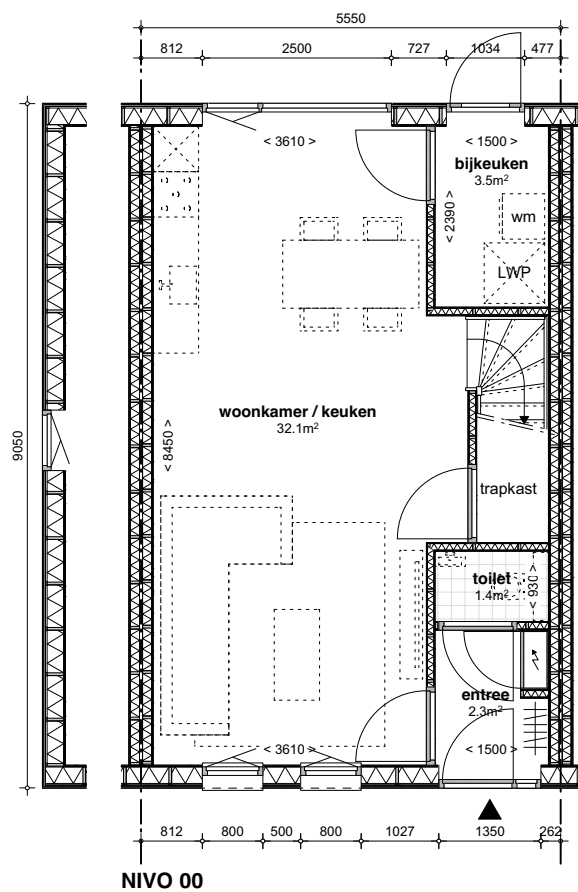 5550
812 2500 727 1034 477
< 3610 > < 1500 >
bijkeuken
3.5m²
< 2390 >
wm
LWP
woonkamer / keuken
32.1m²
9050
< 8450 >
trapkast
toilet
1.4m²
< 930 >
entree
2.3m²
< 3610 > < 1500 >
812 800 500 800 1027 1350 262
NIVO 00